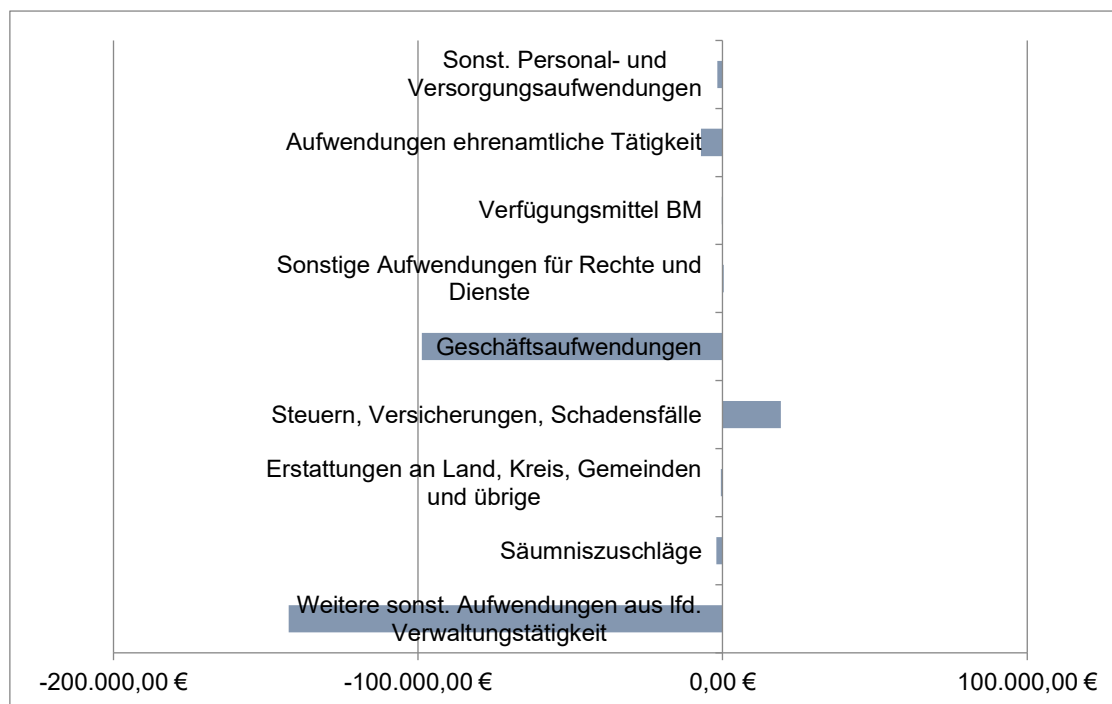 Sonst. Personal- und
Versorgungsaufwendungen
Aufwendungen ehrenamtliche Tätigkeit
Verfügungsmittel BM
Sonstige Aufwendungen für Rechte und
Dienste
Geschäftsaufwendungen
Steuern, Versicherungen, Schadensfälle
Erstattungen an Land, Kreis, Gemeinden
und übrige
Säumniszuschläge
Weitere sonst. Aufwendungen aus lfd.
Verwaltungstätigkeit
-200.000,00 € -100.000,00 € 0,00 € 100.000,00 €